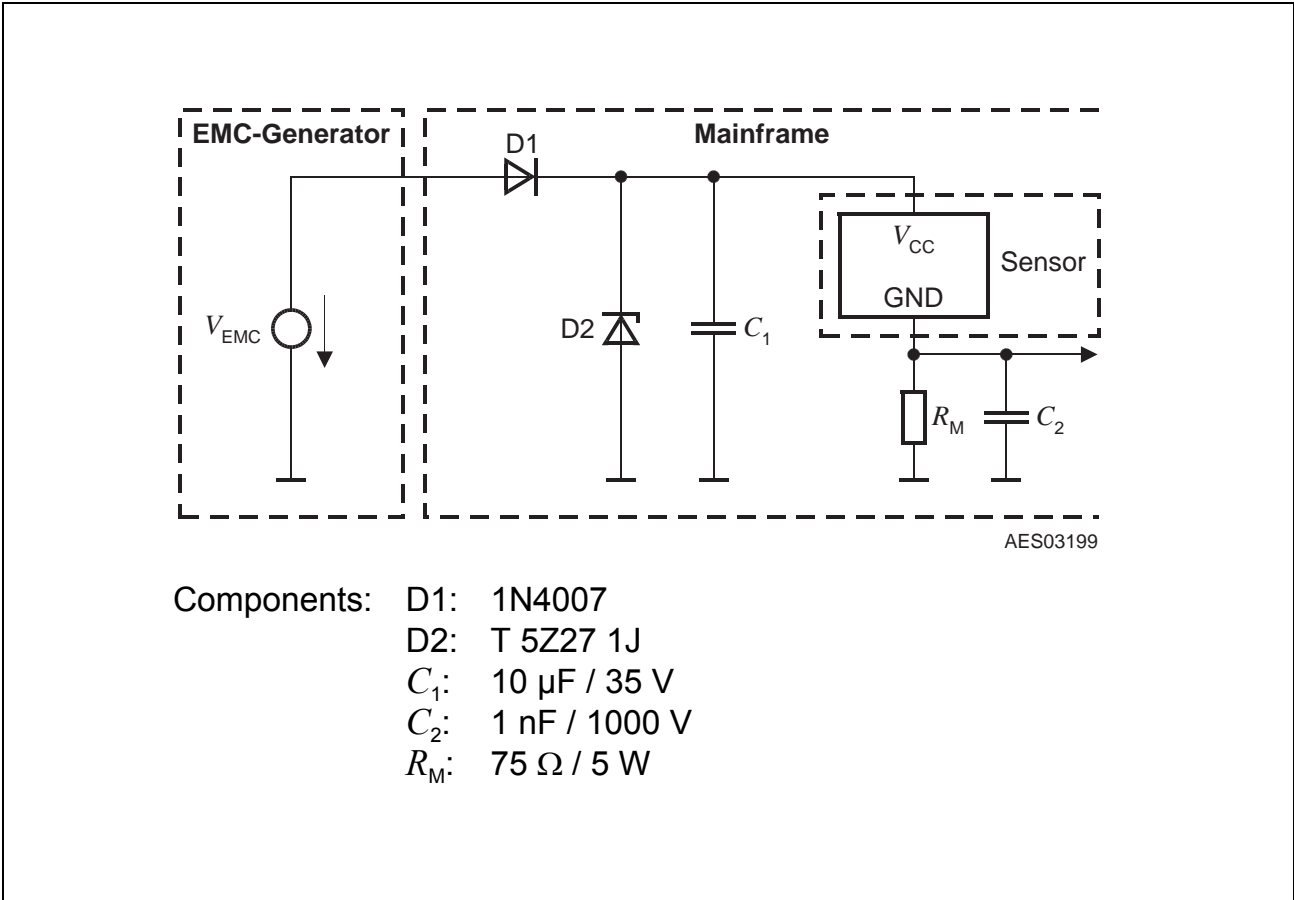 EMC-Generator
Mainframe
D1
V_CC
Sensor
GND
V_EMC
D2
C_1
R_M
C_2
AES03199
Components: D1: 1N4007
D2: T 5Z27 1J
C_1: 10 µF / 35 V
C_2: 1 nF / 1000 V
R_M: 75 Ω / 5 W